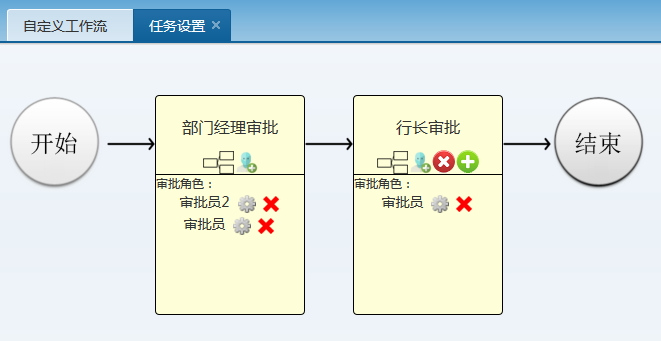 自定义工作流
任务设置
开始
部门经理审批
审批角色：
审批员2
审批员
行长审批
审批角色：
审批员
结束